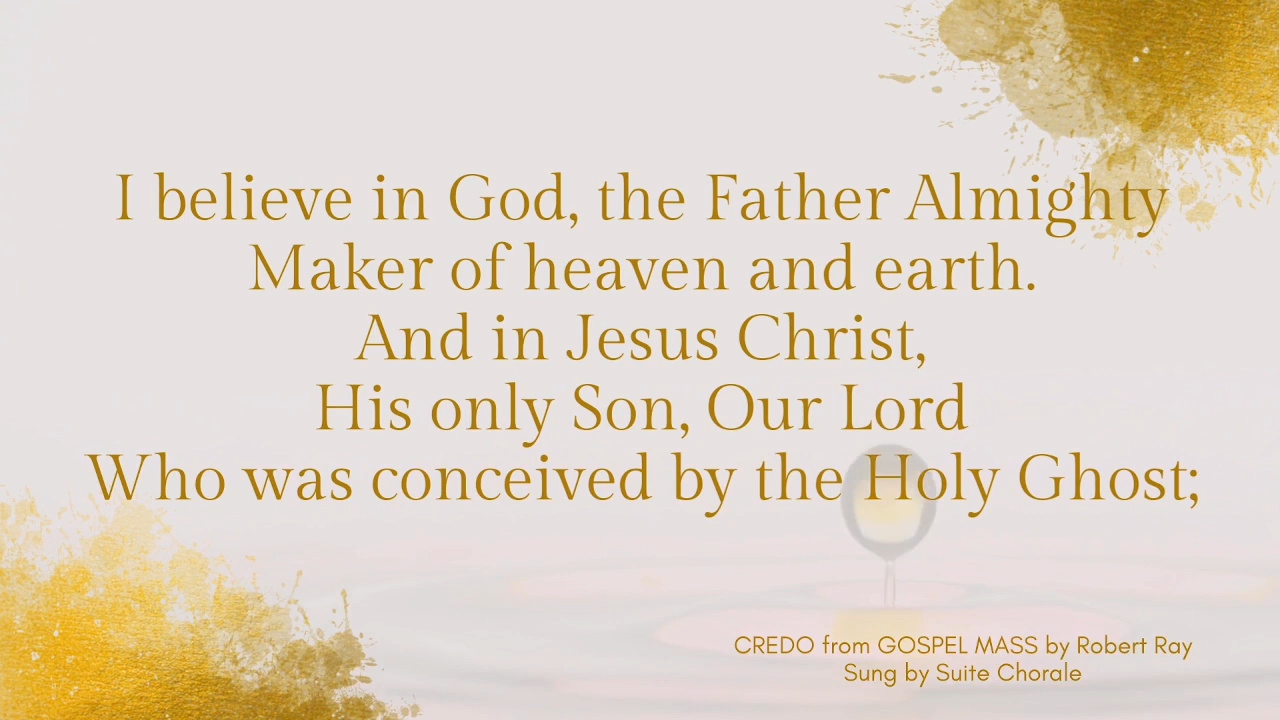 I believe in God, the Father Almighty
Maker of heaven and earth.
And in Jesus Christ,
His only Son, Our Lord
Who was conceived by the Holy Ghost;
CREDO from GOSPEL MASS by Robert Ray
Sung by Suite Chorale